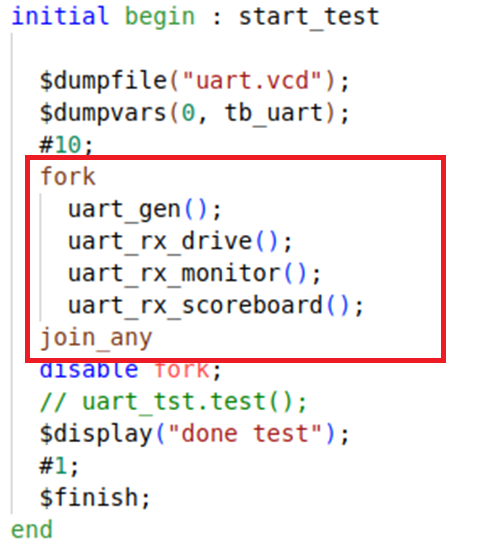 initial begin : start_test
$dumpfile("uart.vcd");
$dumpvars(0, tb_uart);
#10;
fork
uart_gen();
uart_rx_drive();
uart_rx_monitor();
uart_rx_scoreboard();
join_any
disable fork;
// uart_tst.test();
$display("done test");
#1;
$finish;
end